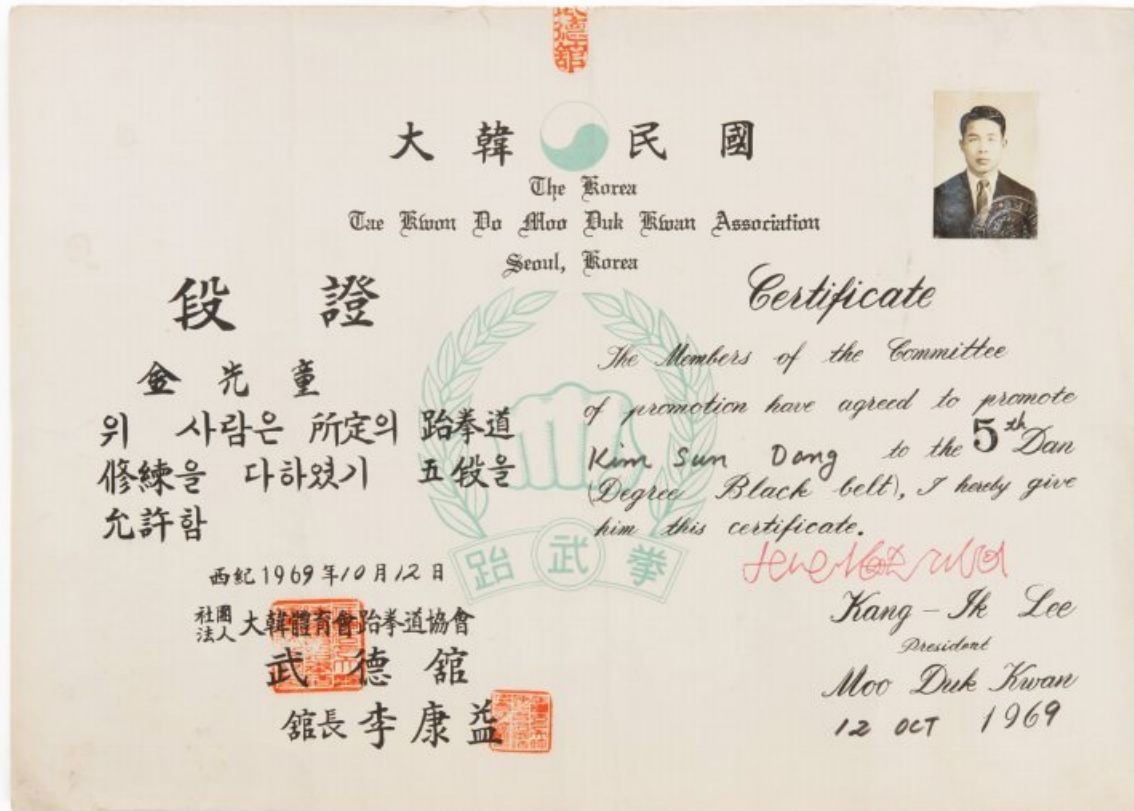 武德舘
大韓民國
The Korea
Tae Kwon Do Moo Duk Kwan Association
Seoul, Korea
段證
金先童
위 사람은 所定의 跆拳道
修練을 다하였기 五段을
允許함
西紀1969年10月12日
社團法人 大韓體育會跆拳道協會
武德舘
舘長 李康益
Certificate
The Members of the Committee
of promotion have agreed to promote
Kim Sun Dong to the 5th Dan
(Degree Black belt), I hereby give
him this certificate.
Kang-Ik Lee
President
Moo Duk Kwan
12 OCT 1969
跆武拳